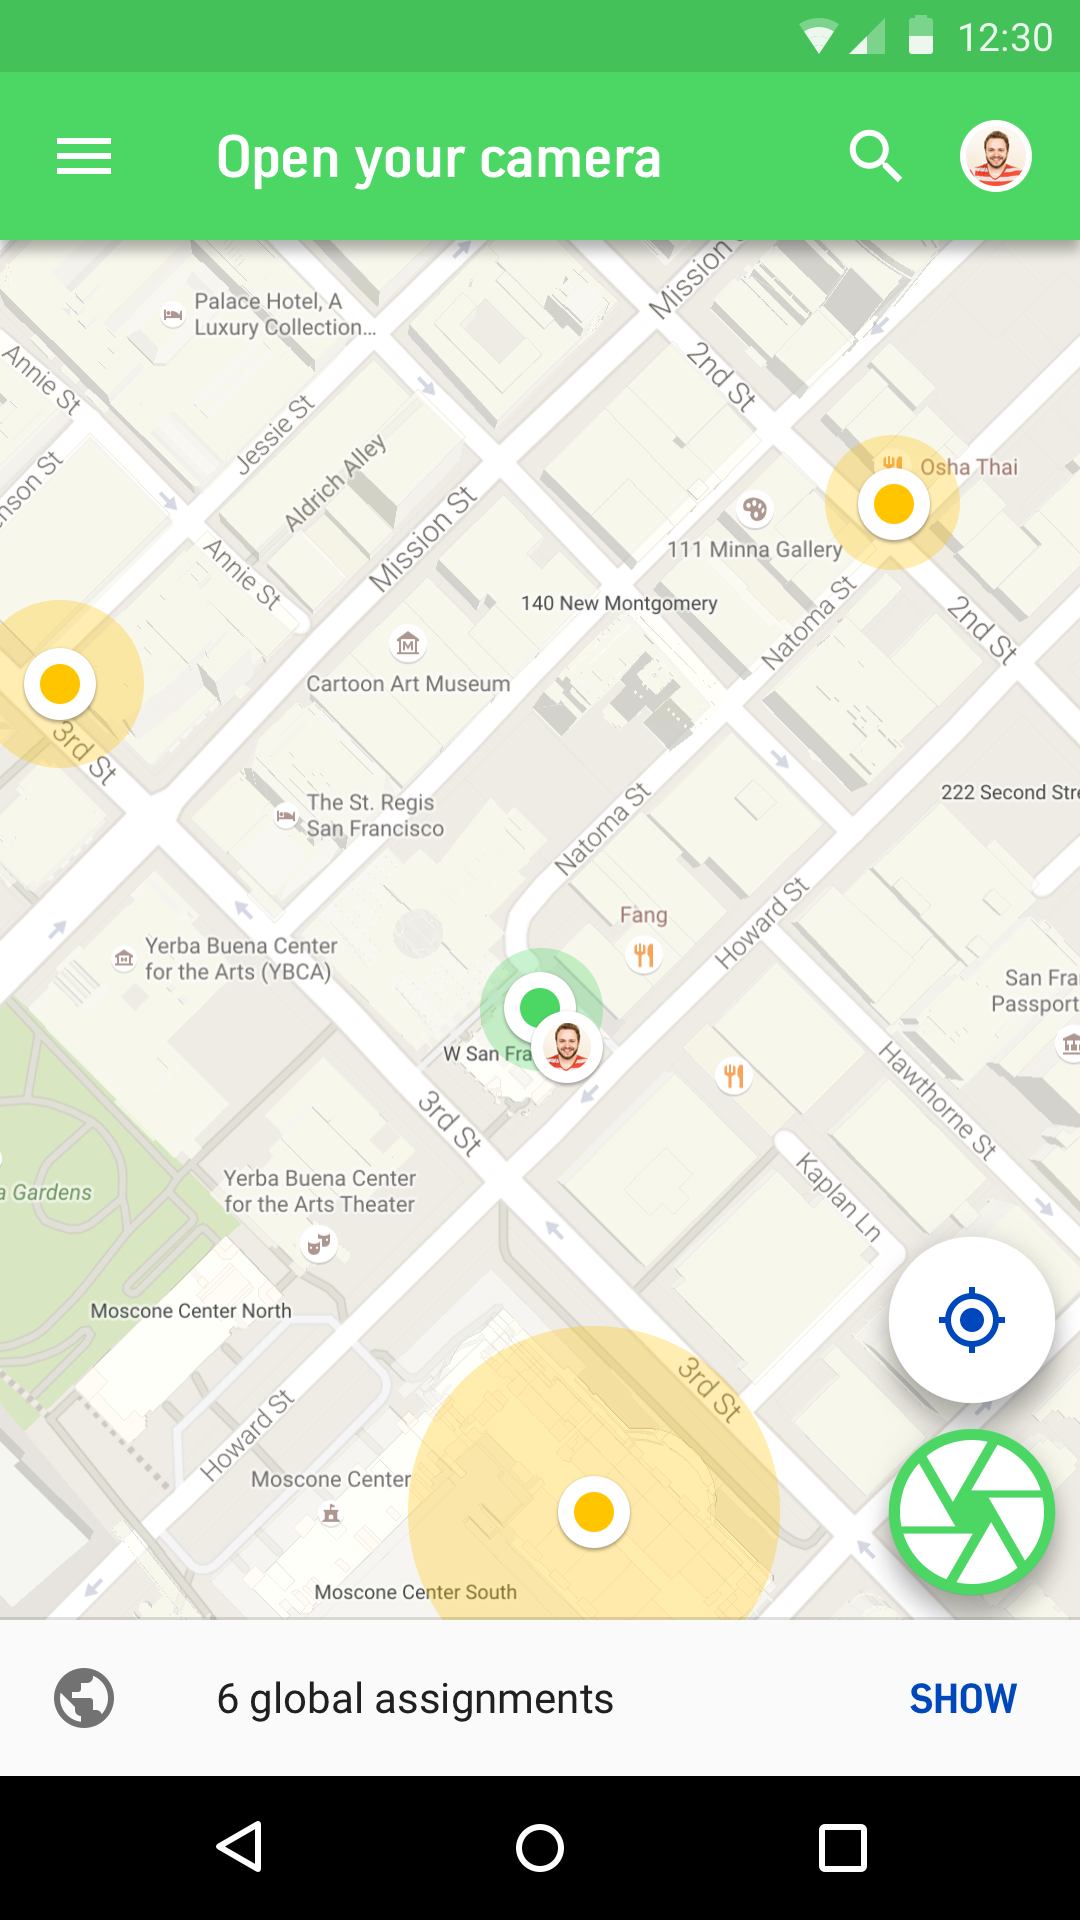 12:30
Open your camera
Mission
Palace Hotel, A
Luxury Collection...
Annie St
2nd St
Jessie St
Aldrich Alley
Osha Thai
Mission St
111 Minna Gallery
Annie St
140 New Montgomery
Natoma St
2nd St
Cartoon Art Museum
3rd St
222 Second Stre
The St. Regis
San Francisco
Natoma St
Howard St
Fang
Yerba Buena Center
for the Arts (YBCA)
San Fra
Passport
W San Fra
Hawthorne St
3rd St
Kaplan Ln
Yerba Buena Center
for the Arts Theater
a Gardens
Moscone Center North
3rd St
Howard St
Moscone Center
Moscone Center South
6 global assignments
SHOW